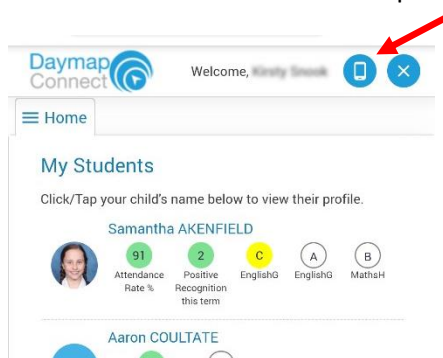 Daymap
Connect
Welcome,
Home
My Students
Click/Tap your child's name below to view their profile.
Samantha AKENFIELD
91 2 C A B
Attendance Positive EnglishG EnglishG MathsH
Rate % Recognition
this term
Aaron COULTATE